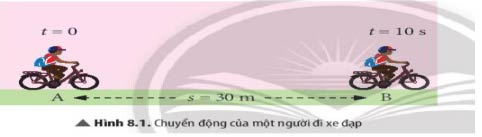 t = 0 t = 10 s
A s = 30 m B
▲ Hình 8.1. Chuyển động của một người đi xe đạp